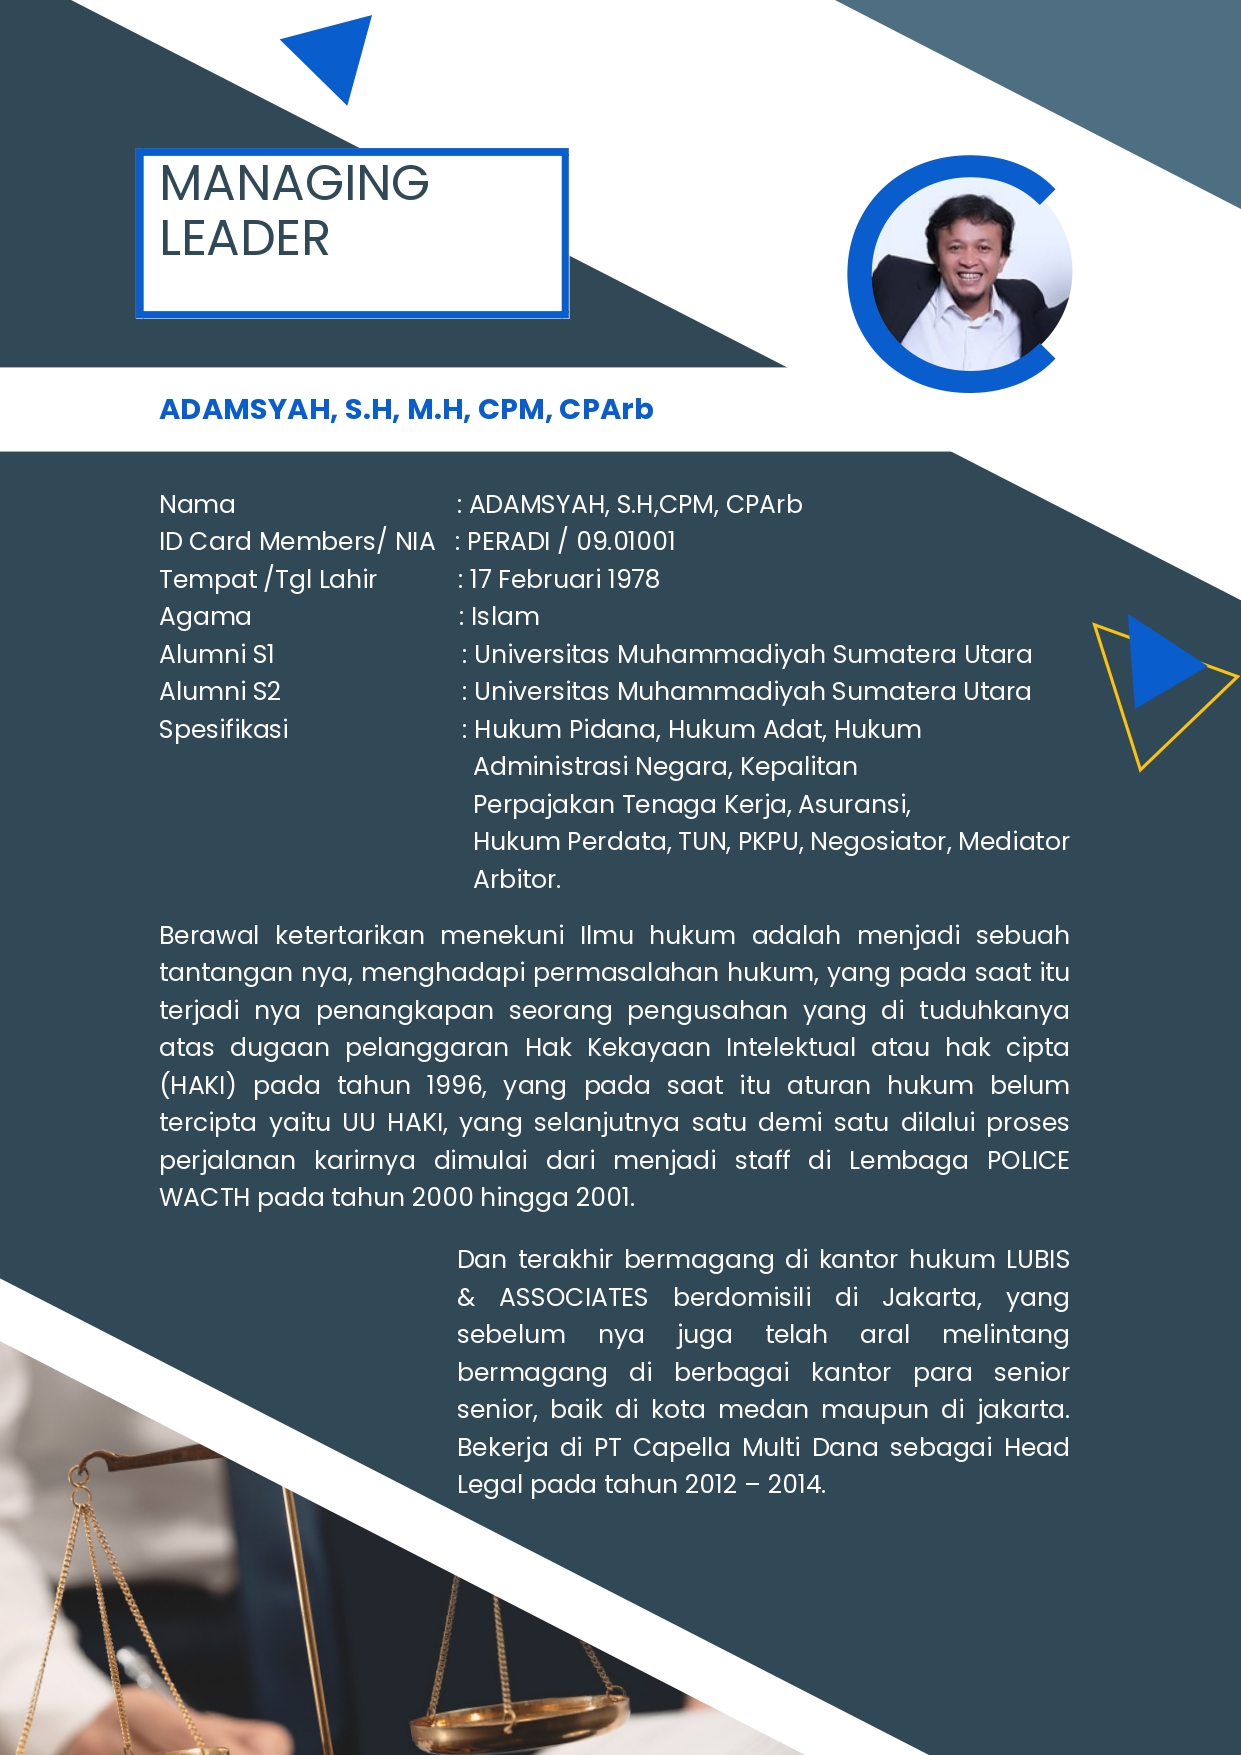 MANAGING
LEADER
ADAMSYAH, S.H, M.H, CPM, CPArb
Nama : ADAMSYAH, S.H,CPM, CPArb
ID Card Members/ NIA : PERADI / 09.01001
Tempat /Tgl Lahir : 17 Februari 1978
Agama : Islam
Alumni S1 : Universitas Muhammadiyah Sumatera Utara
Alumni S2 : Universitas Muhammadiyah Sumatera Utara
Spesifikasi : Hukum Pidana, Hukum Adat, Hukum
Administrasi Negara, Kepalitan
Perpajakan Tenaga Kerja, Asuransi,
Hukum Perdata, TUN, PKPU, Negosiator, Mediator
Arbitor.
Berawal ketertarikan menekuni Ilmu hukum adalah menjadi sebuah
tantangan nya, menghadapi permasalahan hukum, yang pada saat itu
terjadi nya penangkapan seorang pengusahan yang di tuduhkanya
atas dugaan pelanggaran Hak Kekayaan Intelektual atau hak cipta
(HAKI) pada tahun 1996, yang pada saat itu aturan hukum belum
tercipta yaitu UU HAKI, yang selanjutnya satu demi satu dilalui proses
perjalanan karirnya dimulai dari menjadi staff di Lembaga POLICE
WACTH pada tahun 2000 hingga 2001.
Dan terakhir bermagang di kantor hukum LUBIS
& ASSOCIATES berdomisili di Jakarta, yang
sebelum nya juga telah aral melintang
bermagang di berbagai kantor para senior
senior, baik di kota medan maupun di jakarta.
Bekerja di PT Capella Multi Dana sebagai Head
Legal pada tahun 2012 – 2014.